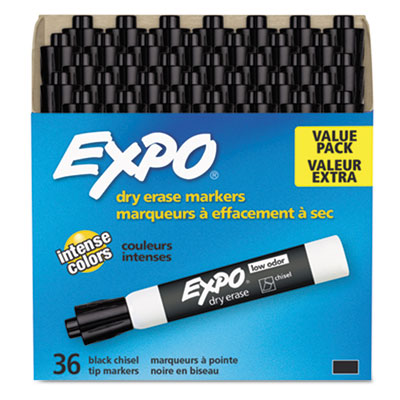 EXPO®
VALUE
PACK
VALEUR
EXTRA
dry erase markers
marqueurs à effacement à sec
intense
colors
couleurs
intenses
EXPO
dry erase
low odor
chisel
36 black chisel
tip markers
marqueurs à pointe
noire en biseau